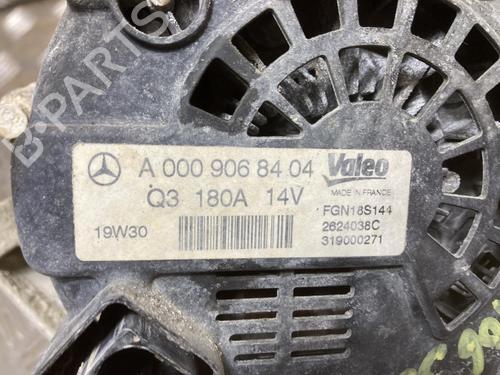 B-PARTS
A 000 906 84 04 Valeo
Q3 180A 14V MADE IN FRANCE
FGN18S144
19W30 2624038C
319000271